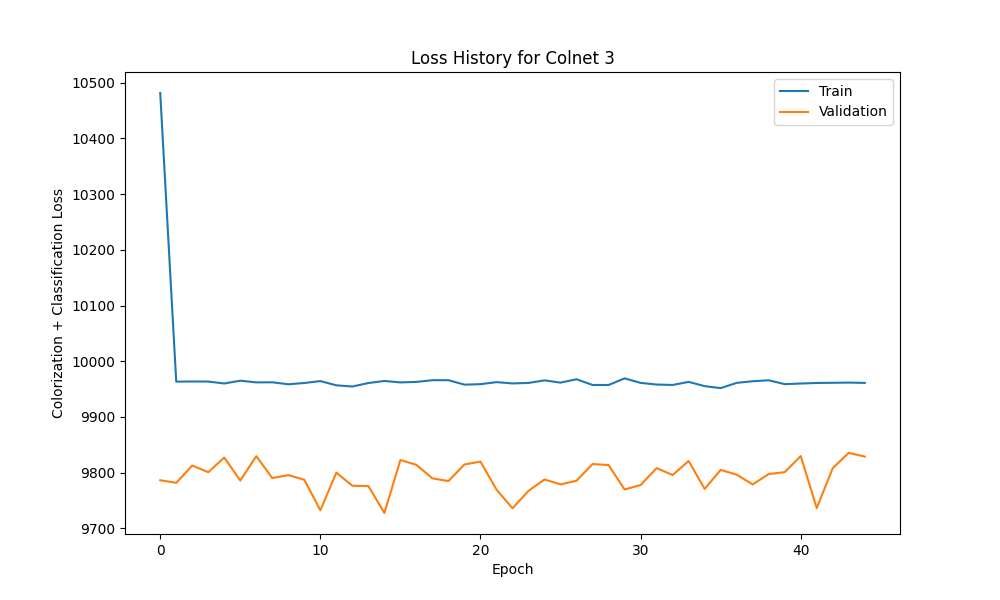 Loss History for Colnet 3
Train
Validation
10500
10400
10300
10200
10100
10000
9900
9800
9700
Colorization + Classification Loss
0 10 20 30 40
Epoch